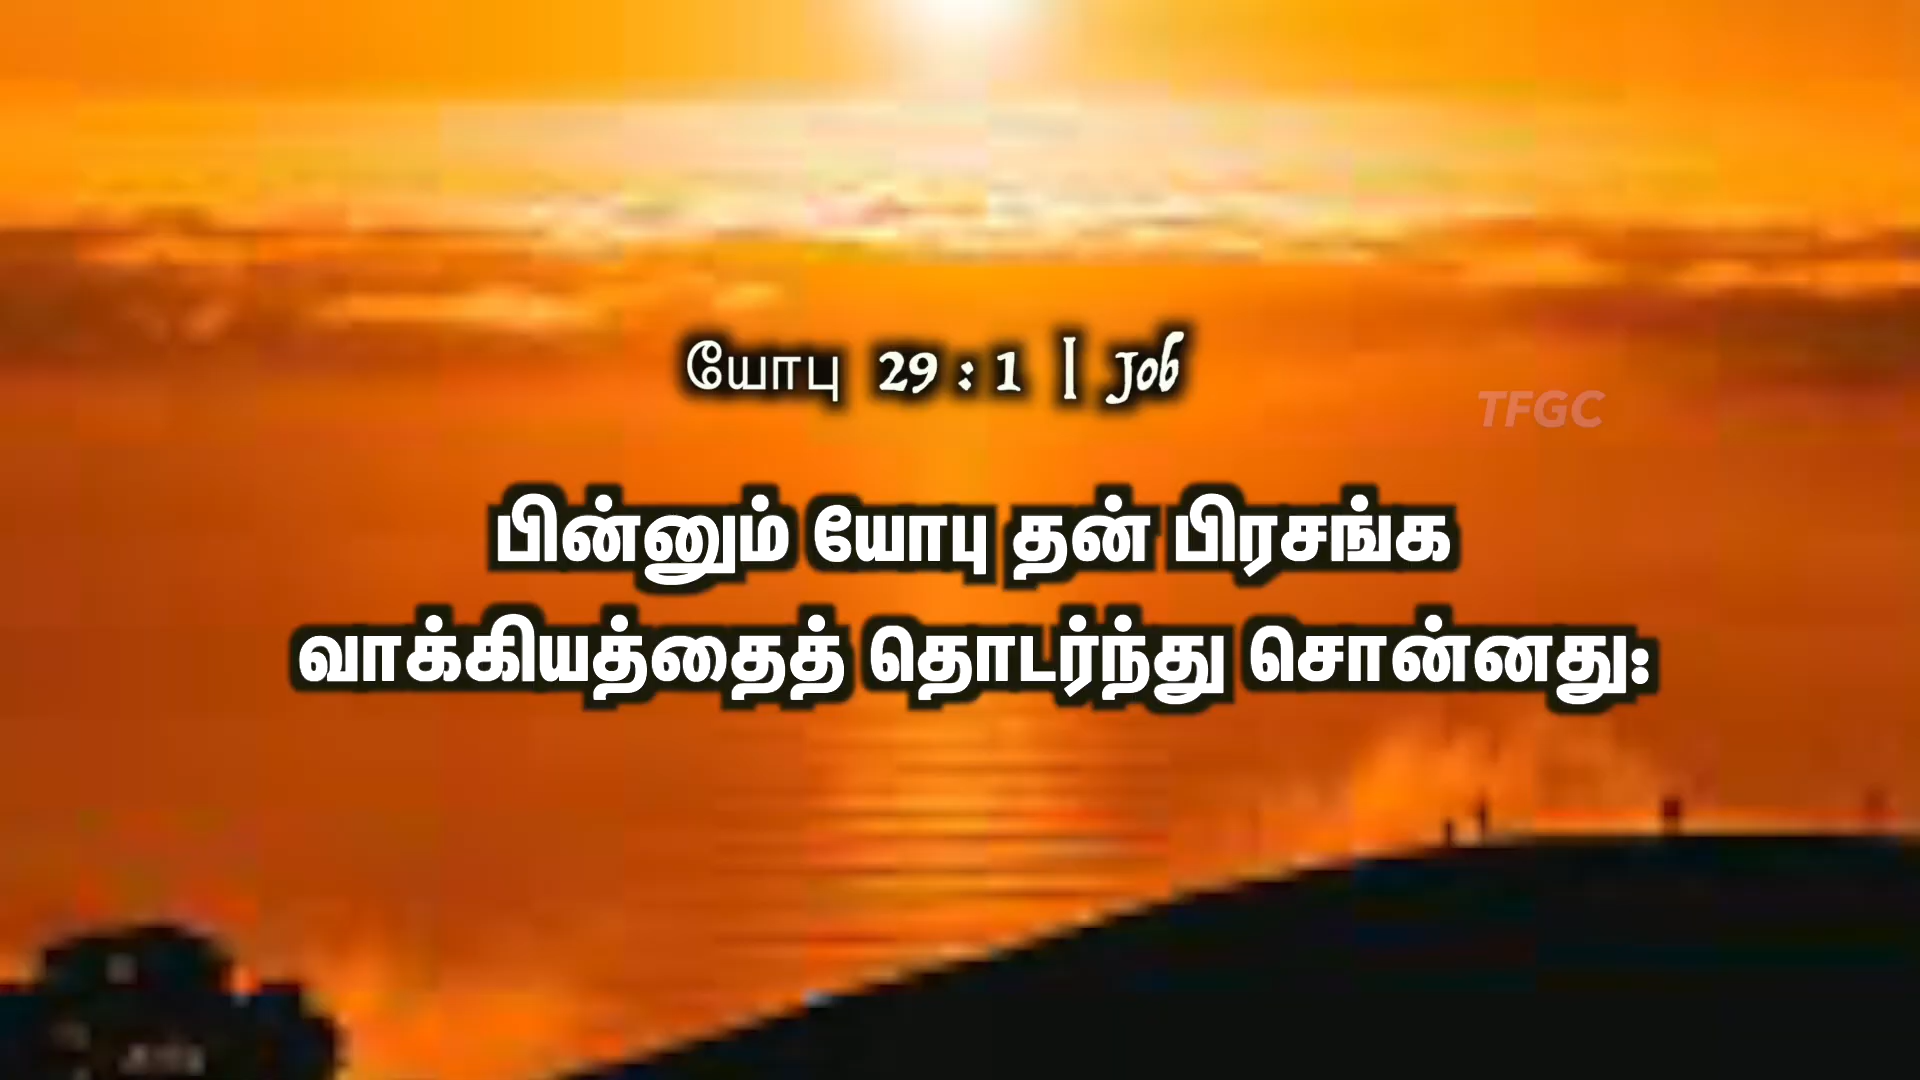 யோபு 29 : 1 | Job
TFGC
பின்னும் யோபு தன் பிரசங்க
வாக்கியத்தைத் தொடர்ந்து சொன்னது: